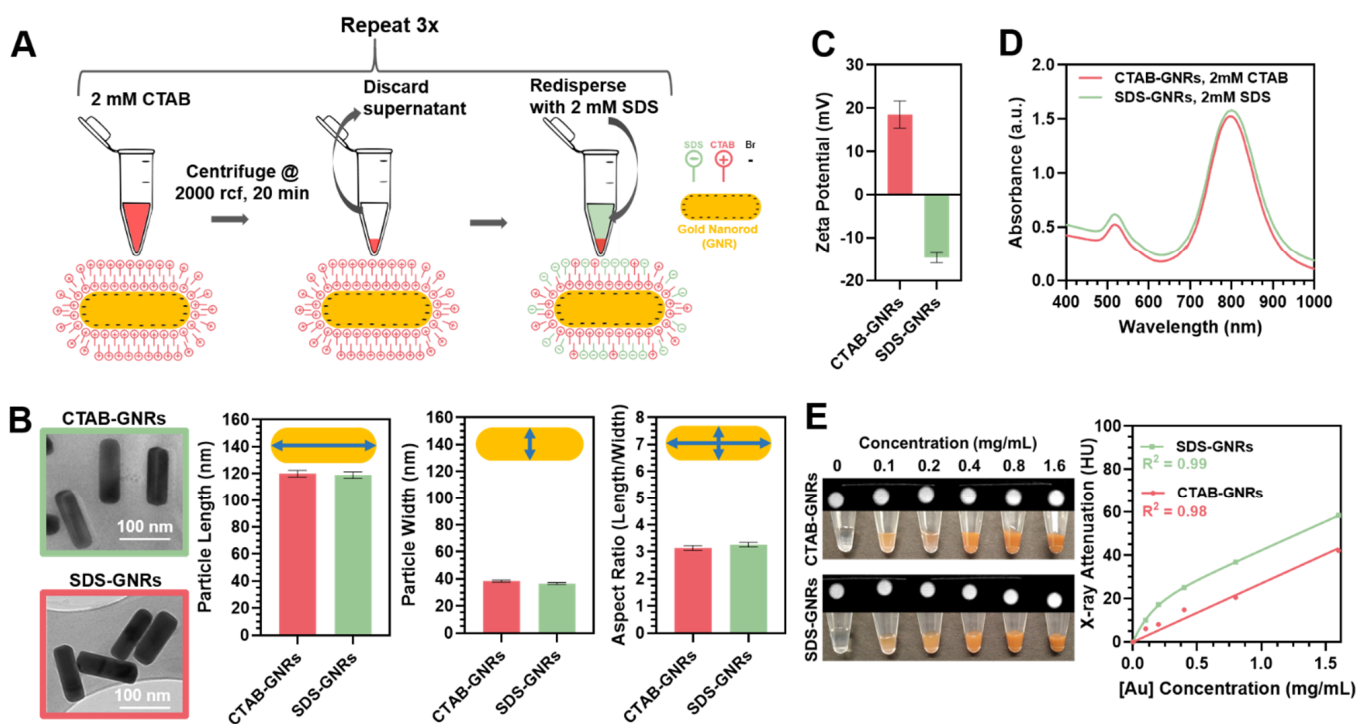 A
Repeat 3x
2 mM CTAB
Discard
supernatant
Redisperse
with 2 mM SDS
Centrifuge @
2000 rcf, 20 min
SDS CTAB Br
Gold Nanorod
(GNR)
B
CTAB-GNRs
100 nm
SDS-GNRs
100 nm
Particle Length (nm)
160
140
120
100
80
60
40
20
0
CTAB-GNRs
SDS-GNRs
Particle Width (nm)
160
140
120
100
80
60
40
20
0
CTAB-GNRs
SDS-GNRs
Aspect Ratio (Length/Width)
8
7
6
5
4
3
2
1
0
CTAB-GNRs
SDS-GNRs
C
Zeta Potential (mV)
30
20
10
0
-10
-20
CTAB-GNRs
SDS-GNRs
D
Absorbance (a.u.)
2.0
1.5
1.0
0.5
0.0
CTAB-GNRs, 2mM CTAB
SDS-GNRs, 2mM SDS
400 500 600 700 800 900 1000
Wavelength (nm)
E
Concentration (mg/mL)
0 0.1 0.2 0.4 0.8 1.6
CTAB-GNRs
SDS-GNRs
X-ray Attenuation (HU)
100
80
60
40
20
0
SDS-GNRs
R² = 0.99
CTAB-GNRs
R² = 0.98
0.0 0.5 1.0 1.5
[Au] Concentration (mg/mL)